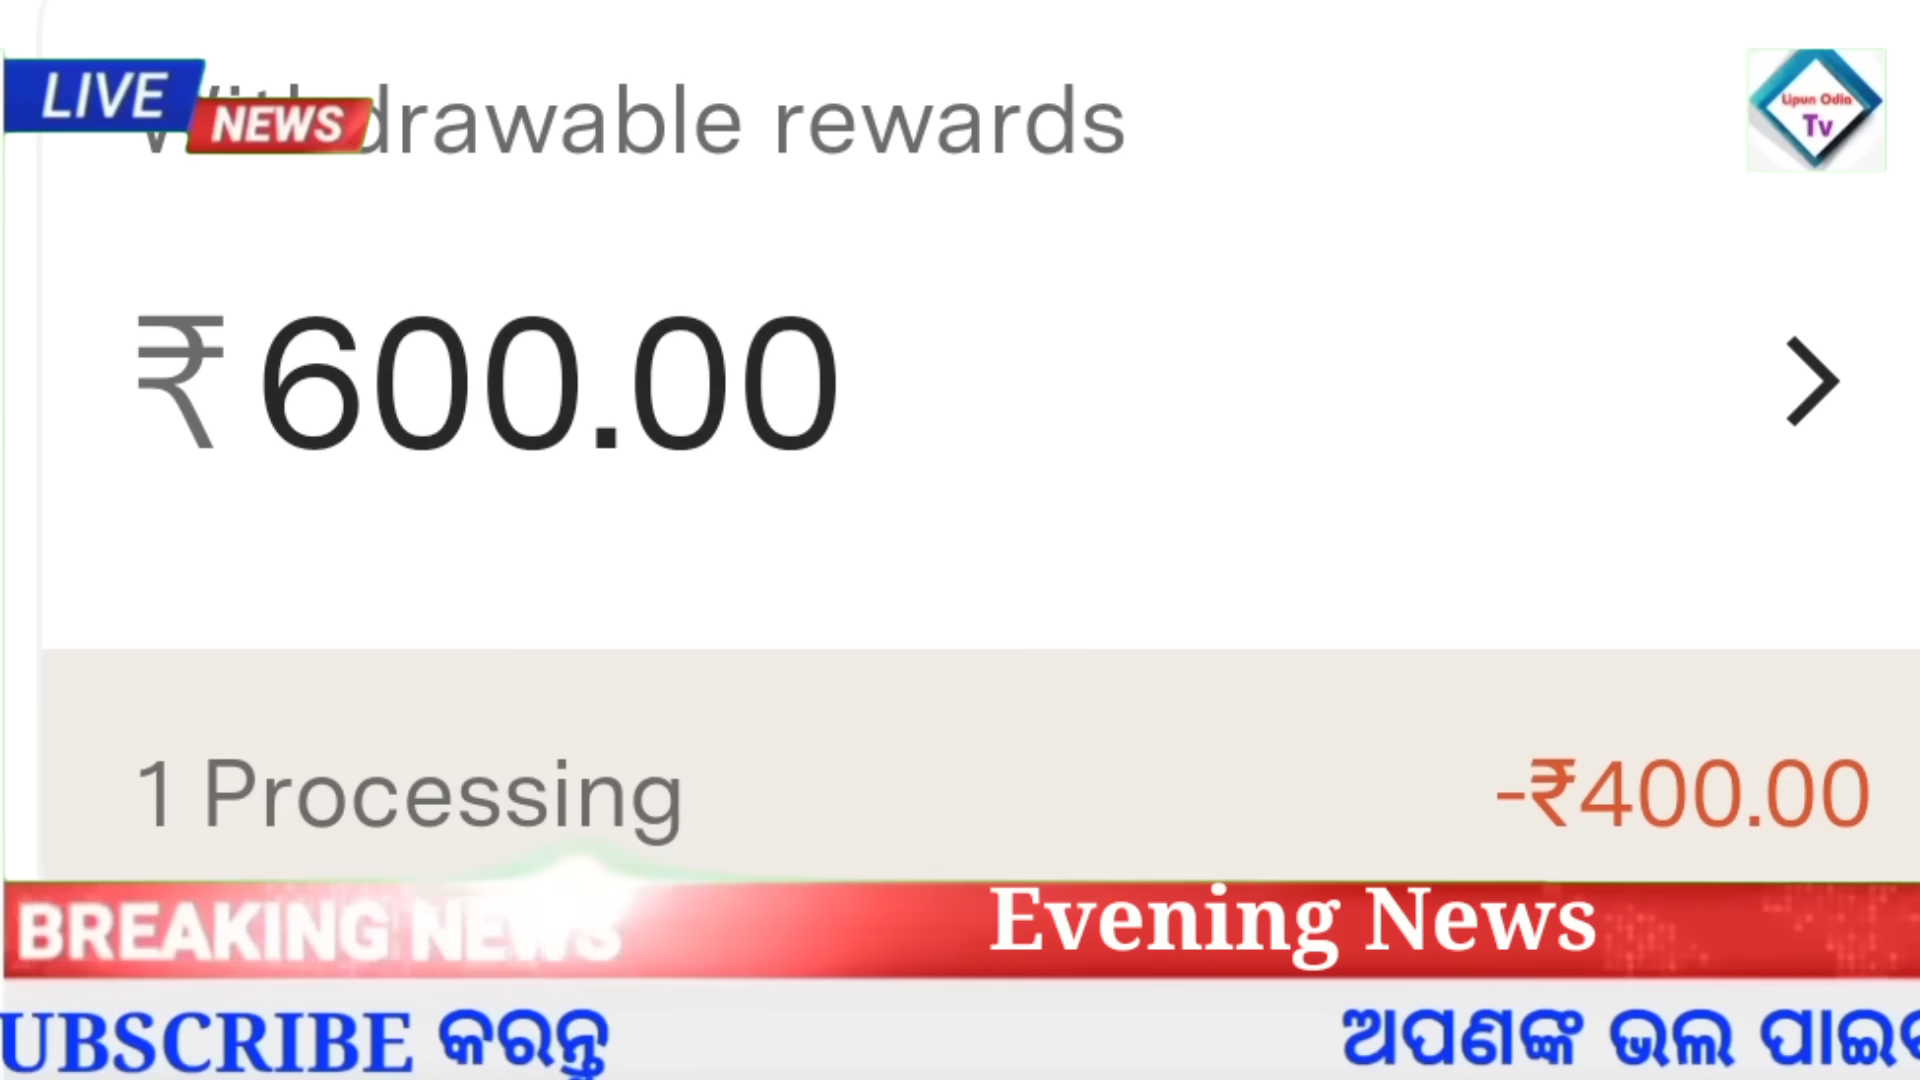 LIVE
NEWS
Withdrawable rewards
Lipun Odia
Tv
₹600.00
1 Processing
-₹400.00
BREAKING NEWS
Evening News
UBSCRIBE କରନ୍ତୁ
ଅପଣଙ୍କ ଭଲ